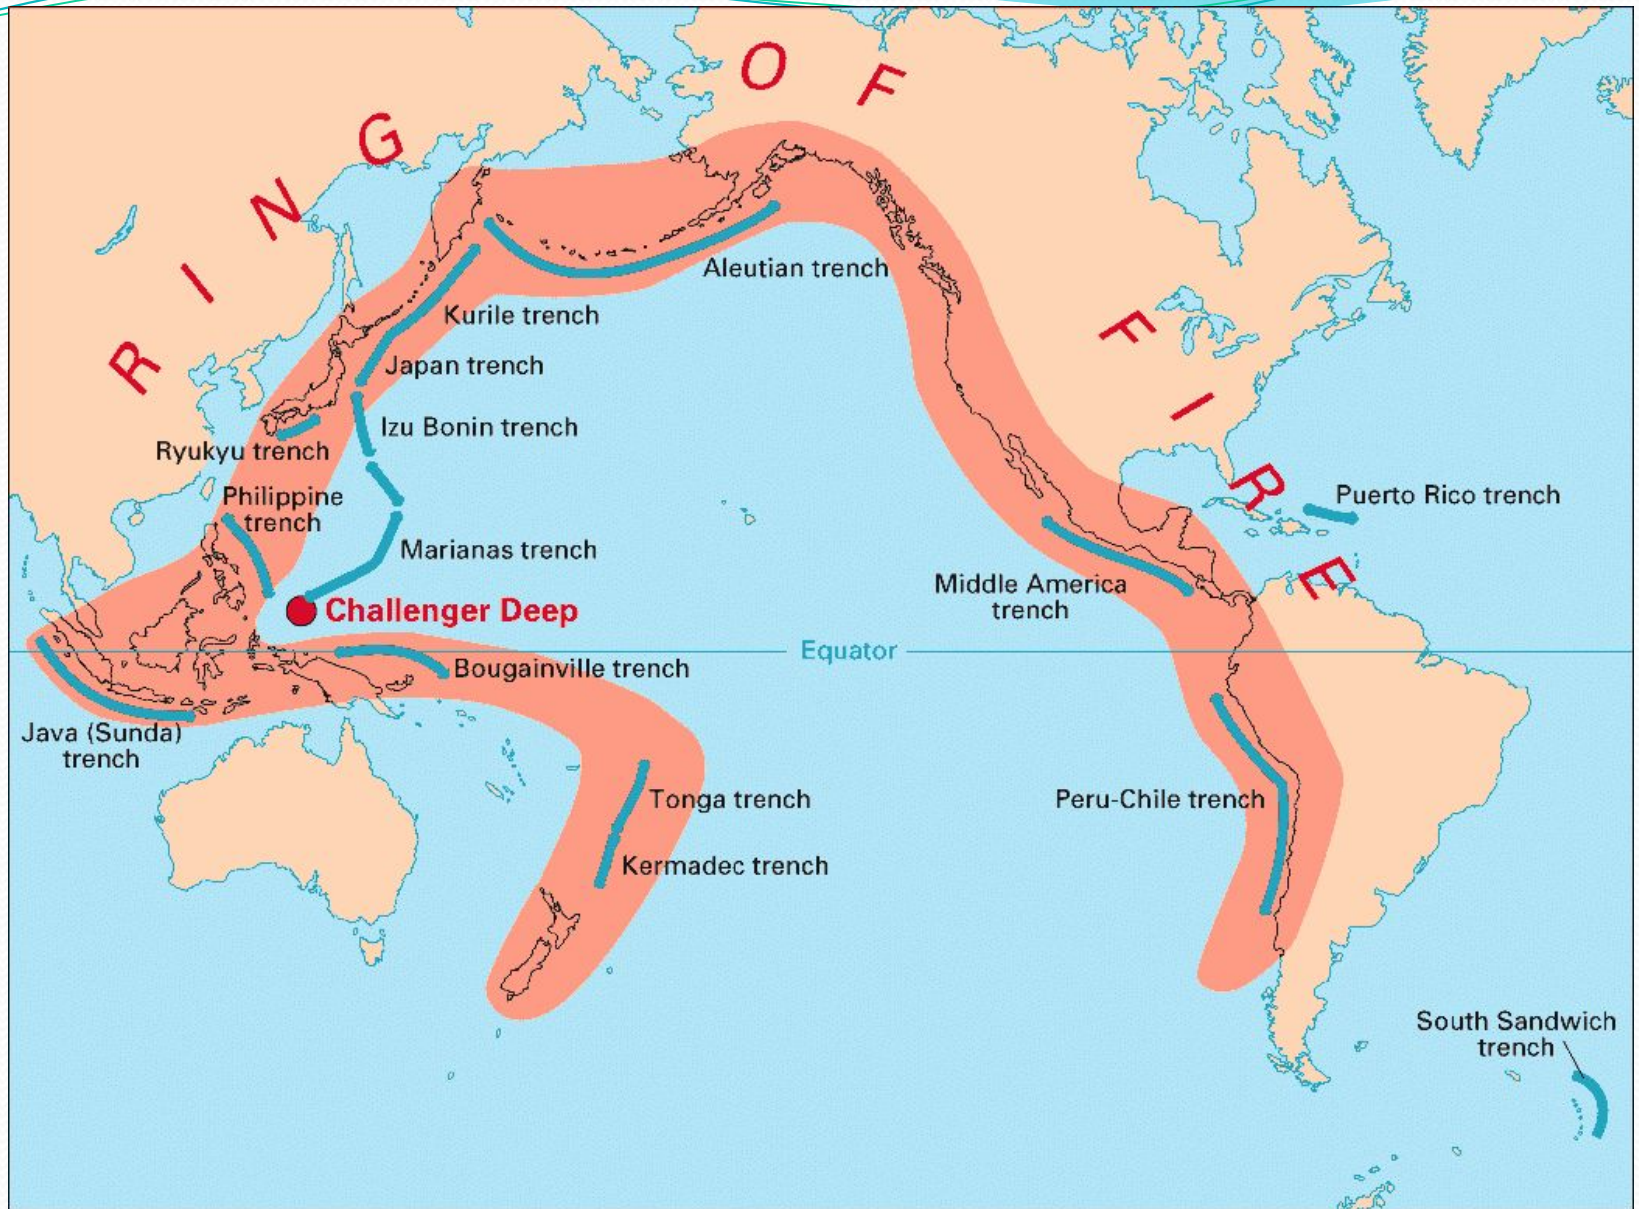 RING OF FIRE
Aleutian trench
Kurile trench
Japan trench
Izu Bonin trench
Ryukyu trench
Philippine
trench
Marianas trench
Challenger Deep
Puerto Rico trench
Middle America
trench
Equator
Bougainville trench
Java (Sunda)
trench
Tonga trench
Kermadec trench
Peru-Chile trench
South Sandwich
trench